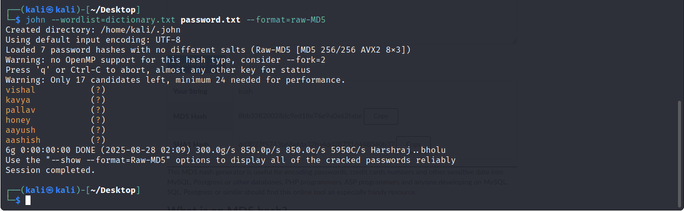 ┌──(kali㉿kali)-[~/Desktop]
└─$ john --wordlist=dictionary.txt password.txt --format=raw-MD5
Created directory: /home/kali/.john
Using default input encoding: UTF-8
Loaded 7 password hashes with no different salts (Raw-MD5 [MD5 256/256 AVX2 8×3])
Warning: no OpenMP support for this hash type, consider --fork=2
Press 'q' or Ctrl-C to abort, almost any other key for status
Warning: Only 17 candidates left, minimum 24 needed for performance.
vishal (?)
kavya (?)
pallav (?)
honey (?)
aayush (?)
aashish (?)
6g 0:00:00:00 DONE (2025-08-28 02:09) 300.0g/s 850.0p/s 850.0c/s 5950C/s Harshraj..bholu
Use the "--show --format=Raw-MD5" options to display all of the cracked passwords reliably
Session completed.
┌──(kali㉿kali)-[~/Desktop]
└─$